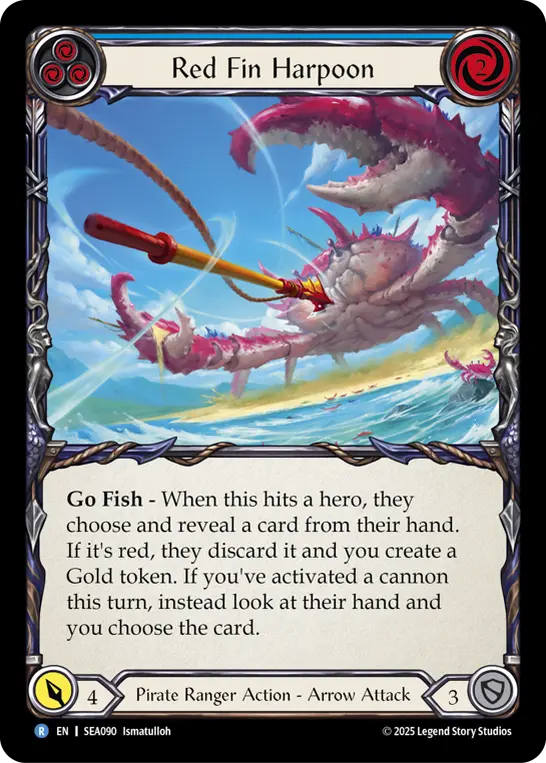 Red Fin Harpoon
2
Go Fish - When this hits a hero, they
choose and reveal a card from their hand.
If it's red, they discard it and you create a
Gold token. If you've activated a cannon
this turn, instead look at their hand and
you choose the card.
4
Pirate Ranger Action - Arrow Attack
3
R EN | SEA090 Ismatulloh
© 2025 Legend Story Studios